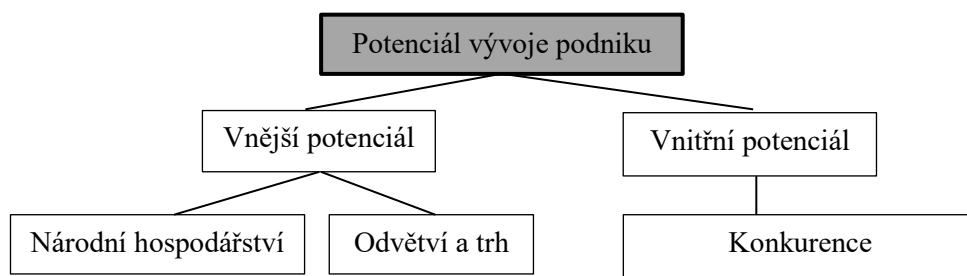 Potenciál vývoje podniku
Vnější potenciál
Vnitřní potenciál
Národní hospodářství
Odvětví a trh
Konkurence